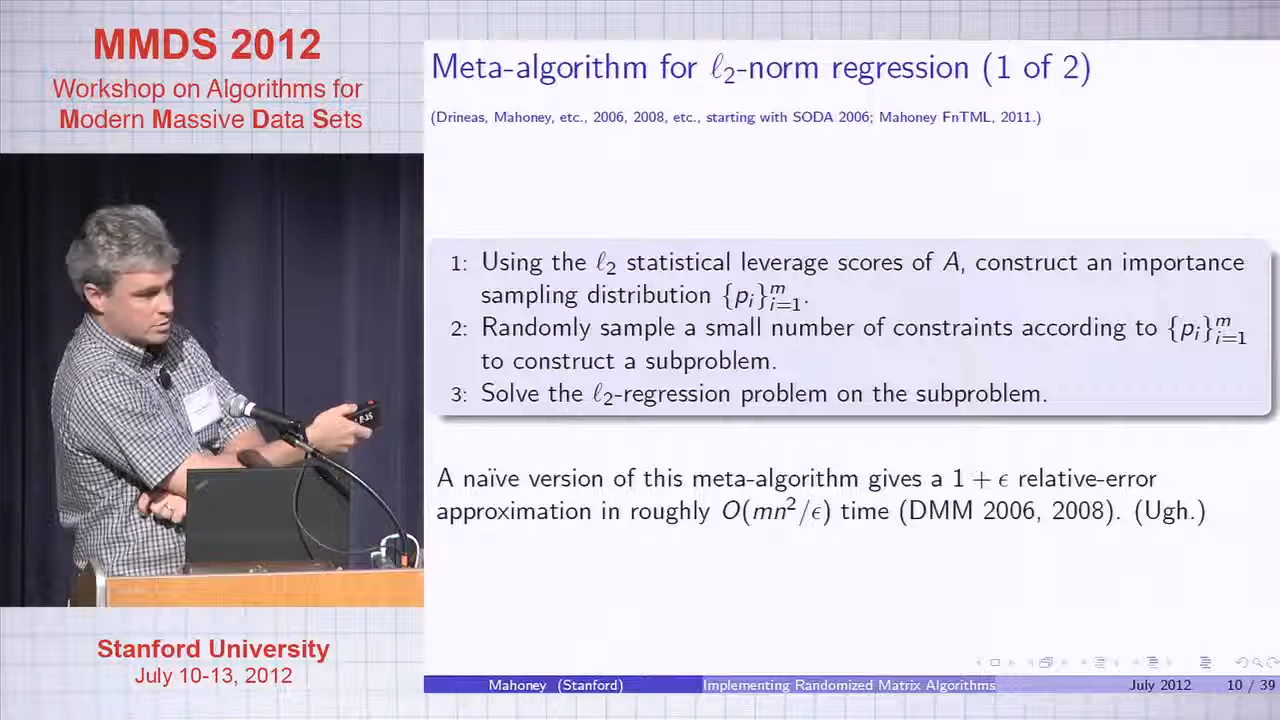 MMDS 2012
Workshop on Algorithms for
Modern Massive Data Sets
Stanford University
July 10-13, 2012
Meta-algorithm for ℓ2-norm regression (1 of 2)
(Drineas, Mahoney, etc., 2006, 2008, etc., starting with SODA 2006; Mahoney FnTML, 2011.)
1: Using the ℓ2 statistical leverage scores of A, construct an importance
sampling distribution {p_i}_{i=1}^m.
2: Randomly sample a small number of constraints according to {p_i}_{i=1}^m
to construct a subproblem.
3: Solve the ℓ2-regression problem on the subproblem.
A naïve version of this meta-algorithm gives a 1 + ϵ relative-error
approximation in roughly O(mn²/ϵ) time (DMM 2006, 2008). (Ugh.)
Mahoney (Stanford) Implementing Randomized Matrix Algorithms July 2012 10 / 39